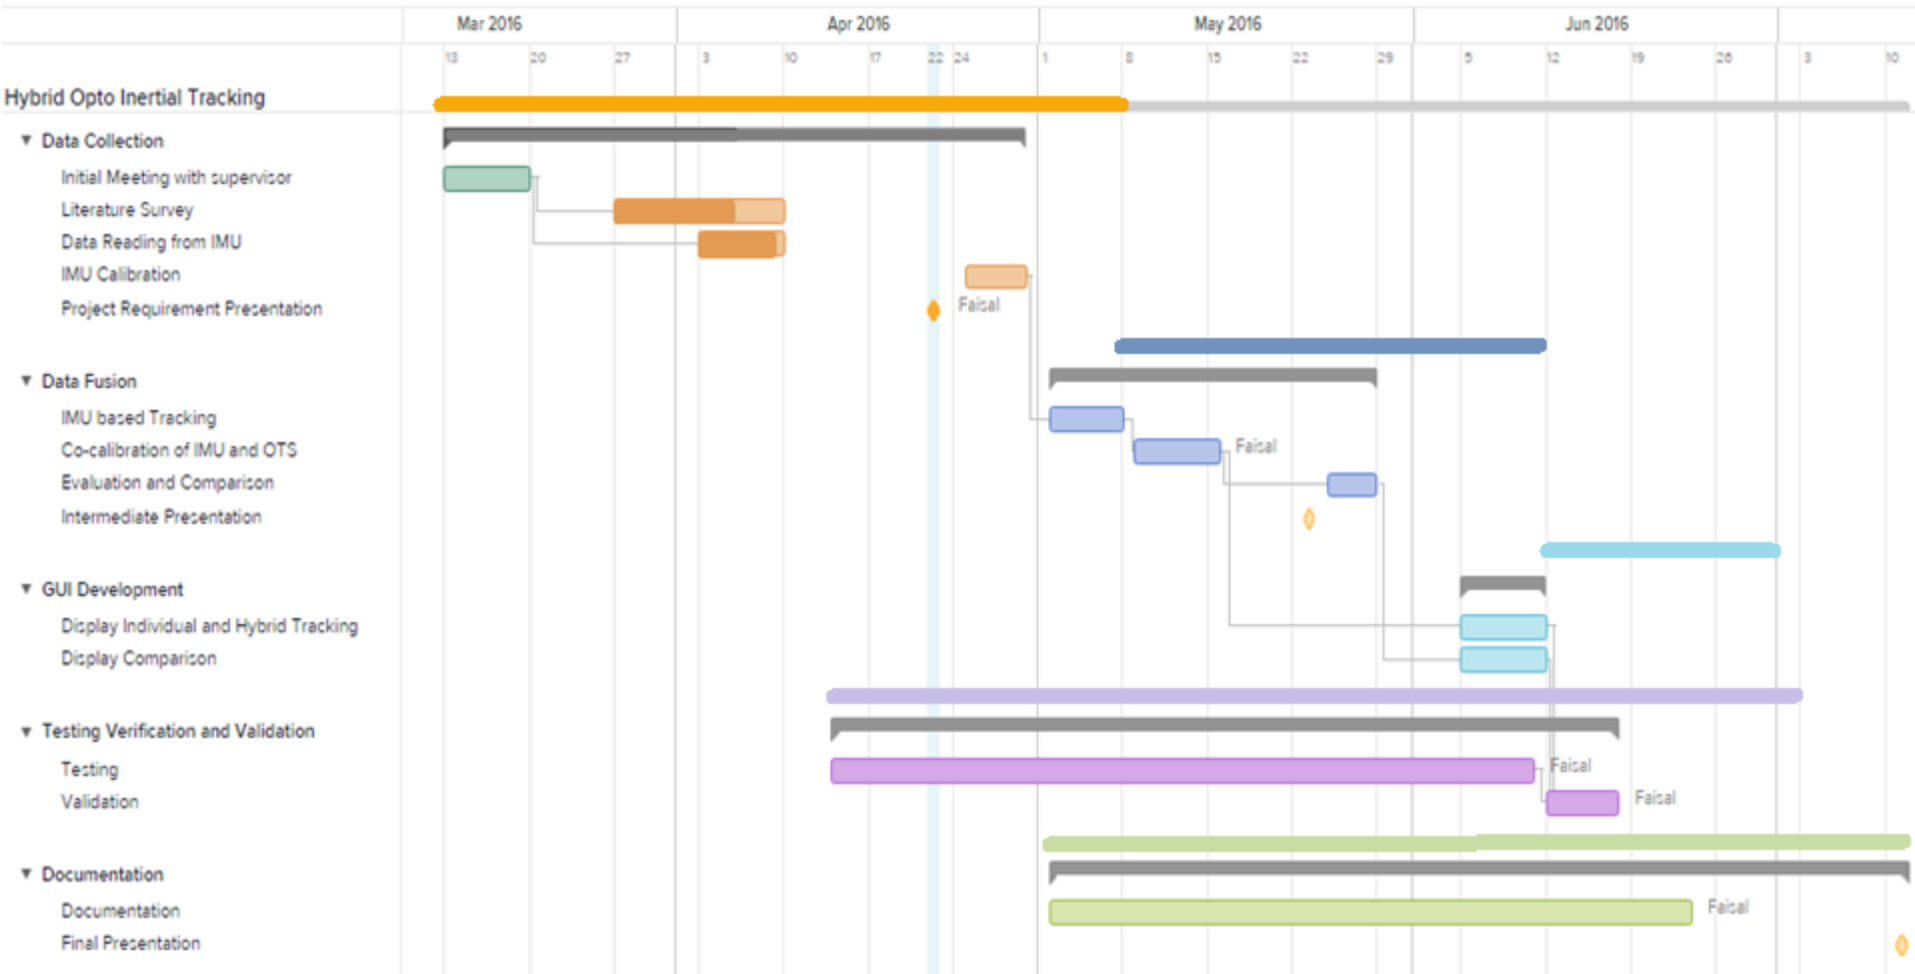 Mar 2016 Apr 2016 May 2016 Jun 2016
13 20 27 3 10 17 22 24 1 8 15 22 29 5 12 19 26 3 10
Hybrid Opto Inertial Tracking
Data Collection
Initial Meeting with supervisor
Literature Survey
Data Reading from IMU
IMU Calibration
Project Requirement Presentation Faisal
Data Fusion
IMU based Tracking
Co-calibration of IMU and OTS Faisal
Evaluation and Comparison
Intermediate Presentation
GUI Development
Display Individual and Hybrid Tracking
Display Comparison
Testing Verification and Validation
Testing Faisal
Validation Faisal
Documentation
Documentation Faisal
Final Presentation